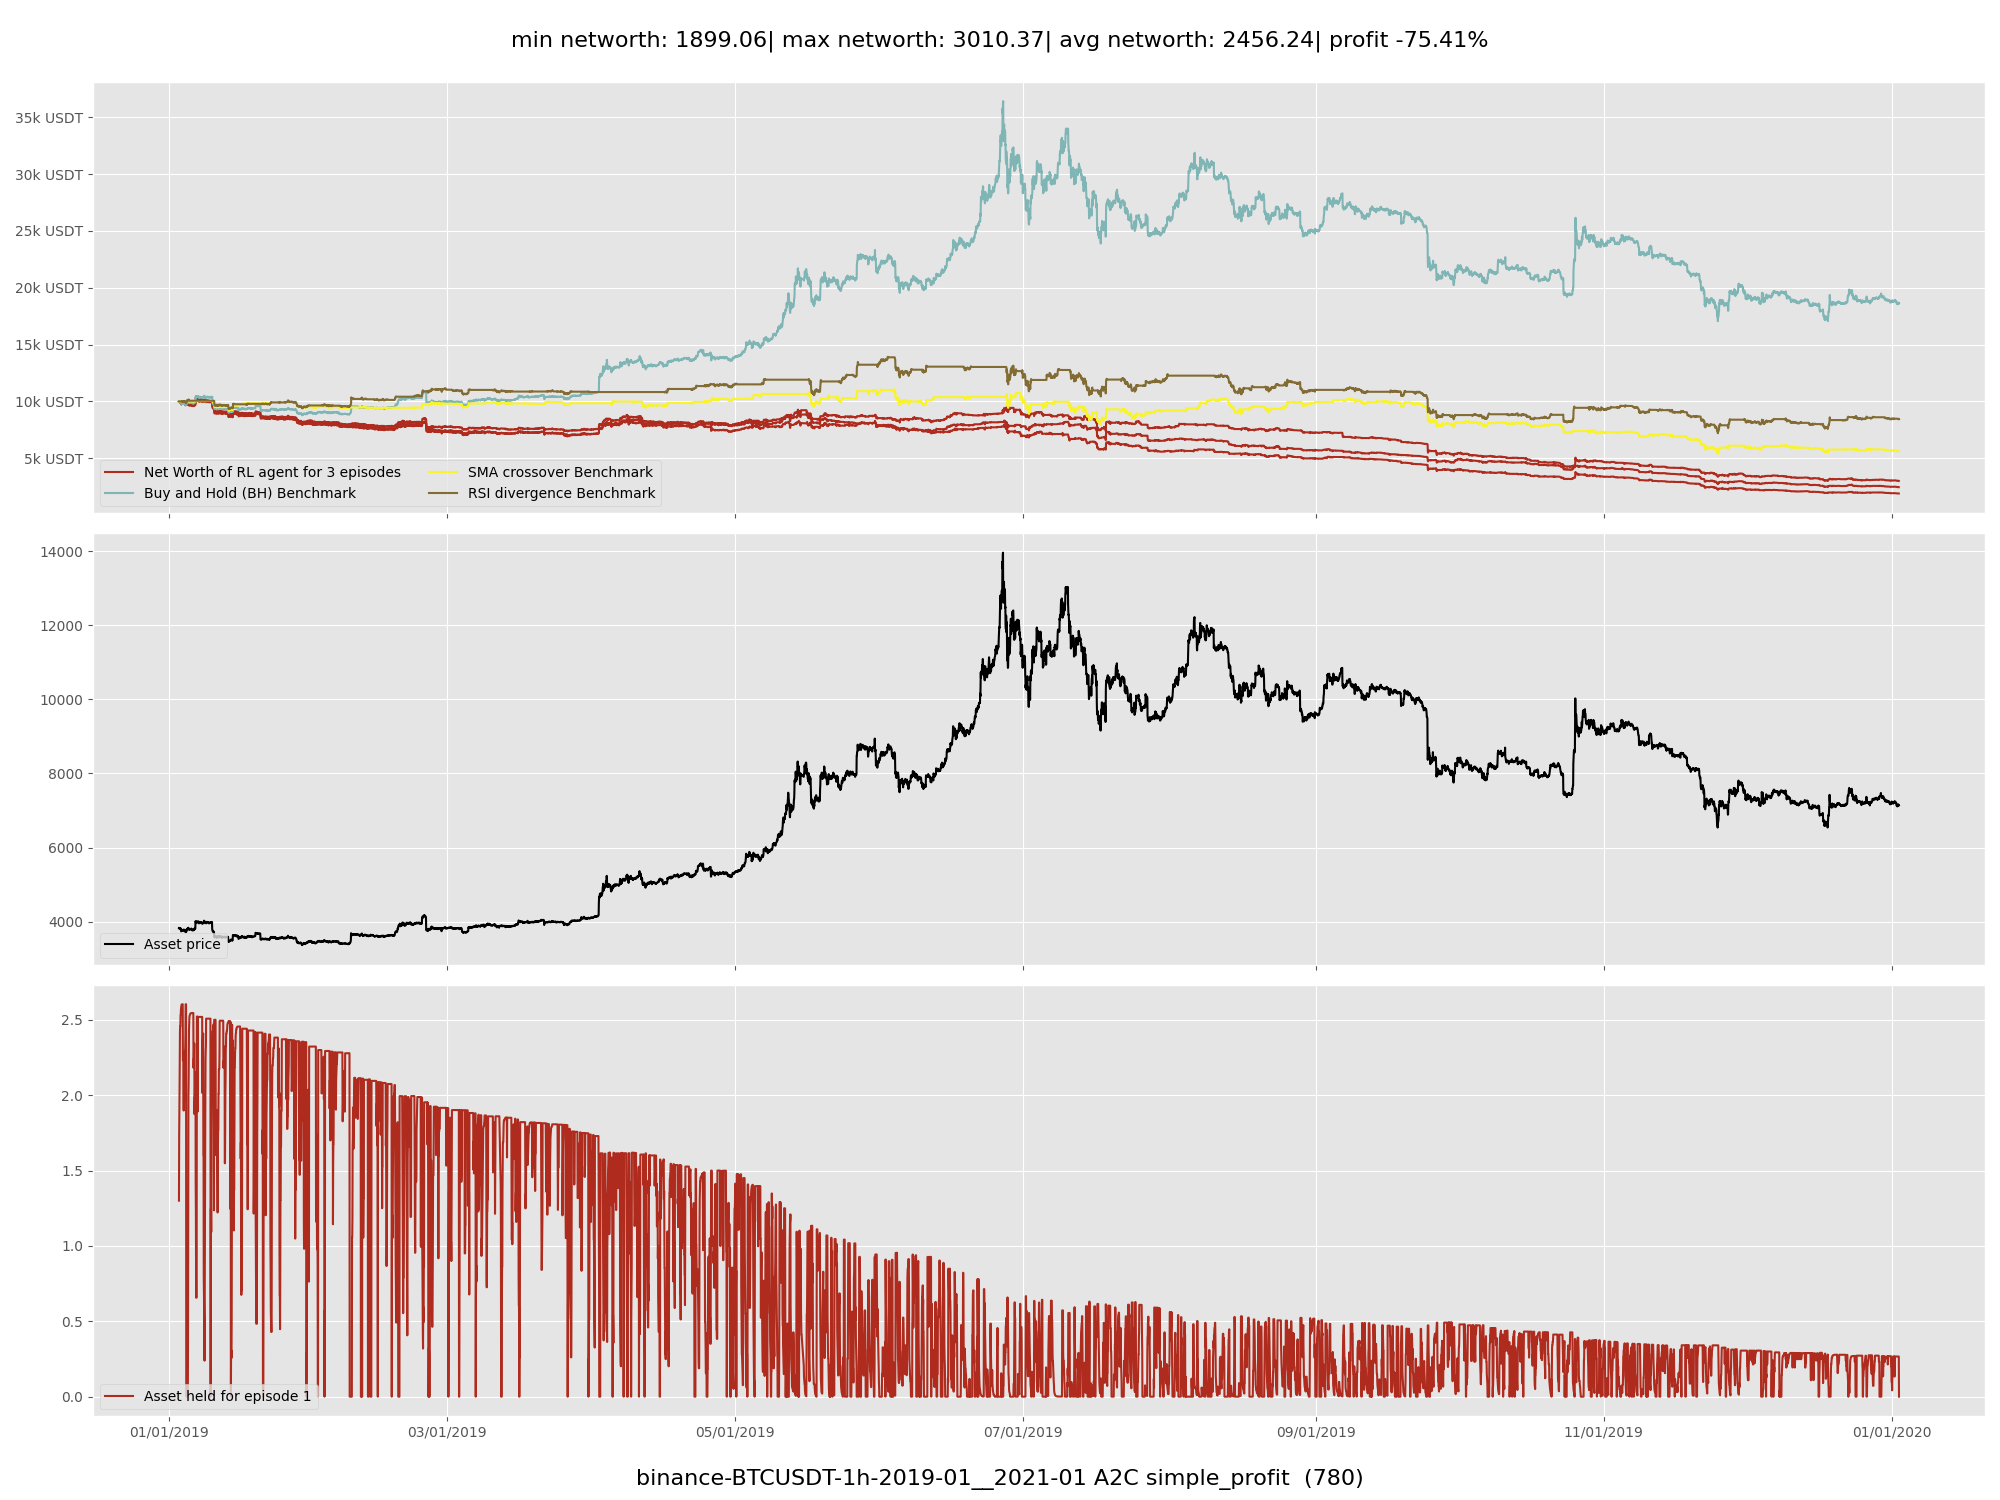 min networth: 1899.06| max networth: 3010.37| avg networth: 2456.24| profit -75.41%
35k USDT
30k USDT
25k USDT
20k USDT
15k USDT
10k USDT
5k USDT
Net Worth of RL agent for 3 episodes
Buy and Hold (BH) Benchmark
SMA crossover Benchmark
RSI divergence Benchmark
14000
12000
10000
8000
6000
4000
Asset price
2.5
2.0
1.5
1.0
0.5
0.0
Asset held for episode 1
01/01/2019 03/01/2019 05/01/2019 07/01/2019 09/01/2019 11/01/2019 01/01/2020
binance-BTCUSDT-1h-2019-01__2021-01 A2C simple_profit (780)